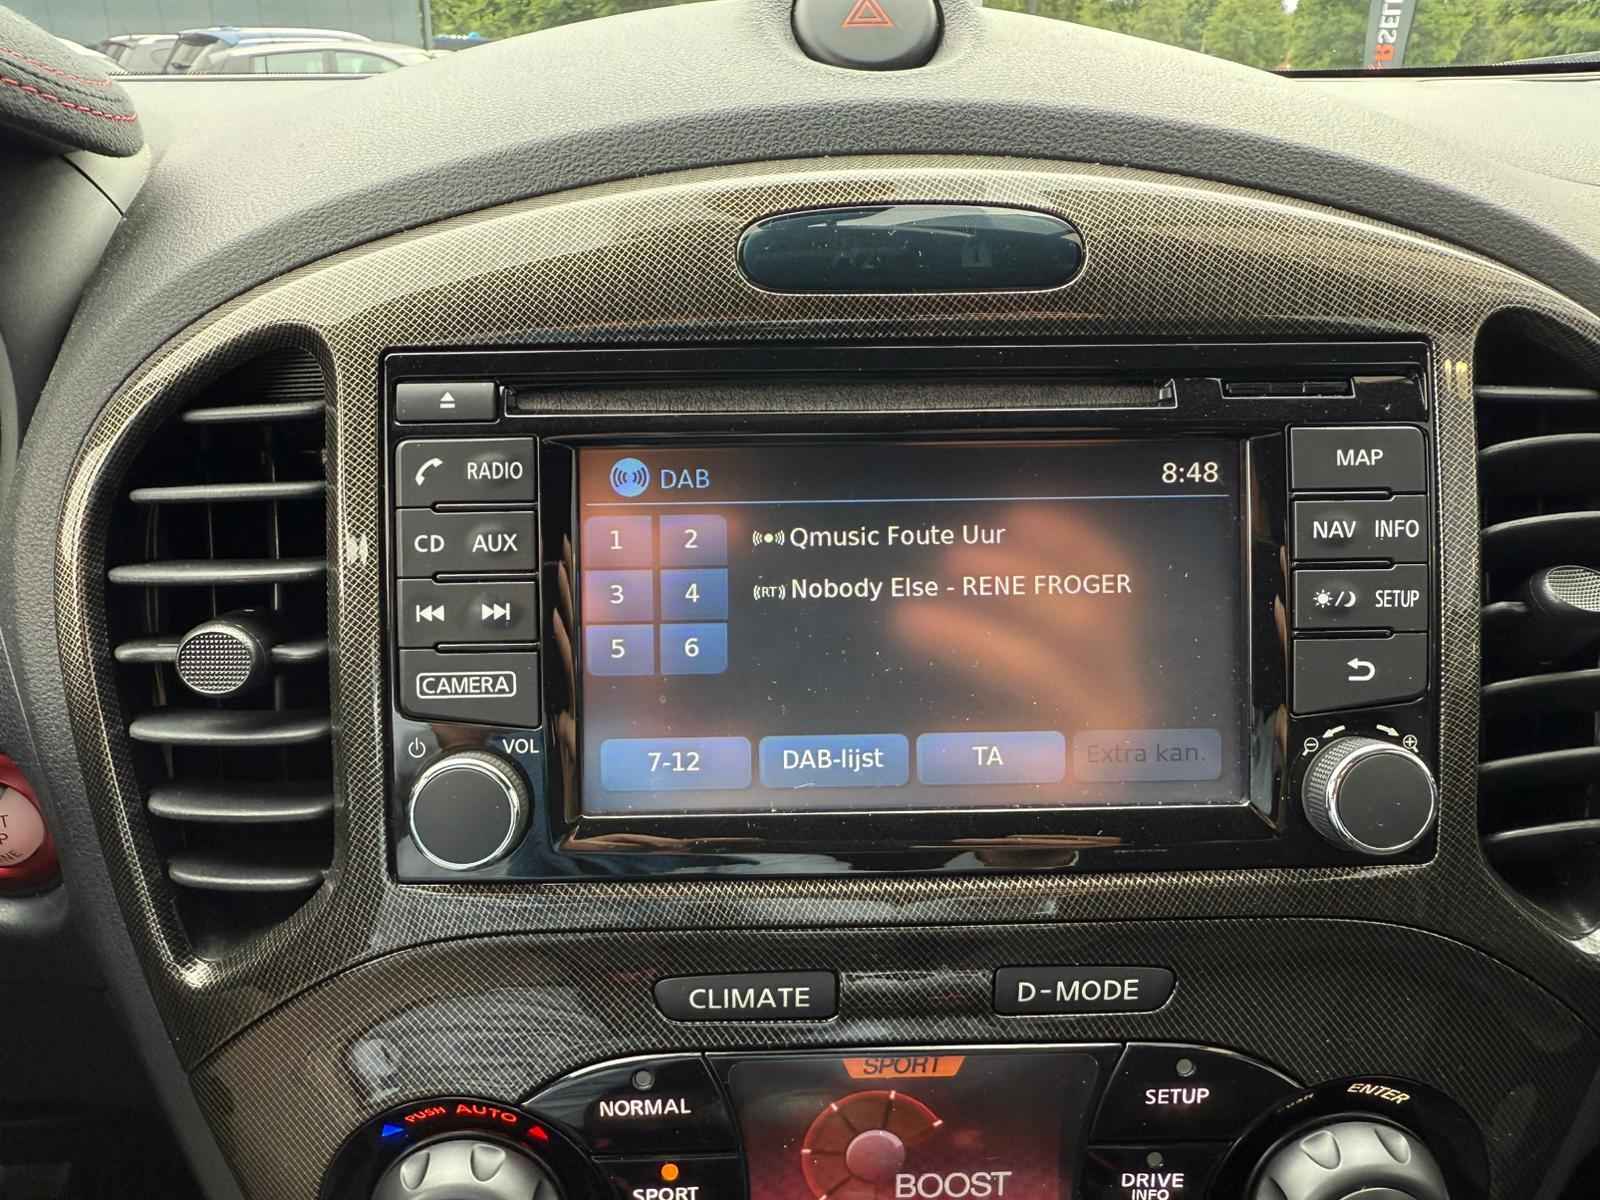 RADIO
CD AUX
CAMERA
VOL
DAB
8:48
1 2
3 4
5 6
Qmusic Foute Uur
RT Nobody Else - RENE FROGER
7-12 DAB-lijst TA Extra kan.
MAP
NAV INFO
SETUP
CLIMATE D-MODE
PUSH AUTO
NORMAL
SPORT
SPORT
BOOST
SETUP
DRIVE
INFO
PUSH ENTER